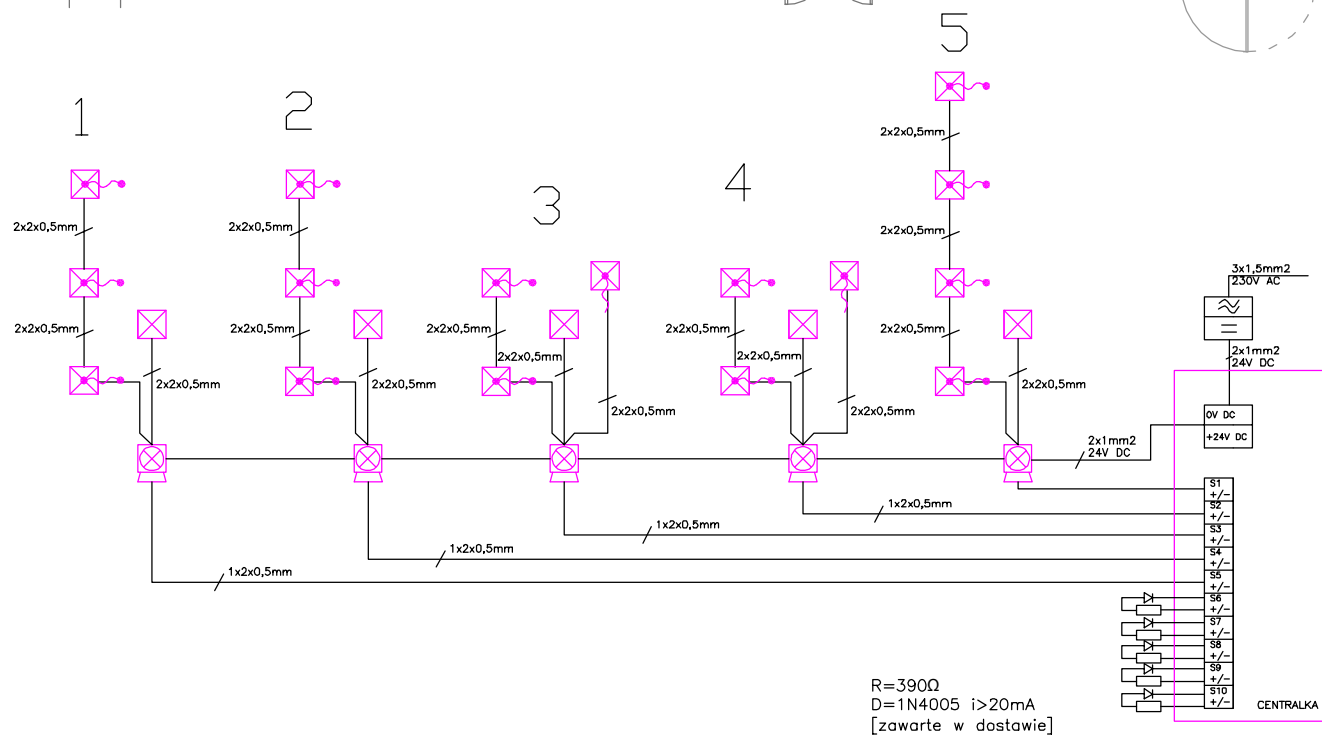 5
1
2
2x2x0,5mm
4
3
2x2x0,5mm
2x2x0,5mm
2x2x0,5mm
3x1,5mm2
230V AC
2x2x0,5mm
2x2x0,5mm
2x2x0,5mm
2x2x0,5mm
2x2x0,5mm
2x2x0,5mm
2x2x0,5mm
2x1mm2
24V DC
2x2x0,5mm
2x2x0,5mm
2x2x0,5mm
2x2x0,5mm
2x2x0,5mm
0V DC
+24V DC
2x1mm2
24V DC
S1
+/-
1x2x0,5mm
S2
+/-
1x2x0,5mm
S3
+/-
1x2x0,5mm
S4
+/-
1x2x0,5mm
S5
+/-
S6
+/-
S7
+/-
S8
+/-
S9
+/-
S10
+/-
R=390Ω
D=1N4005 i>20mA
[zawarte w dostawie]
CENTRALKA